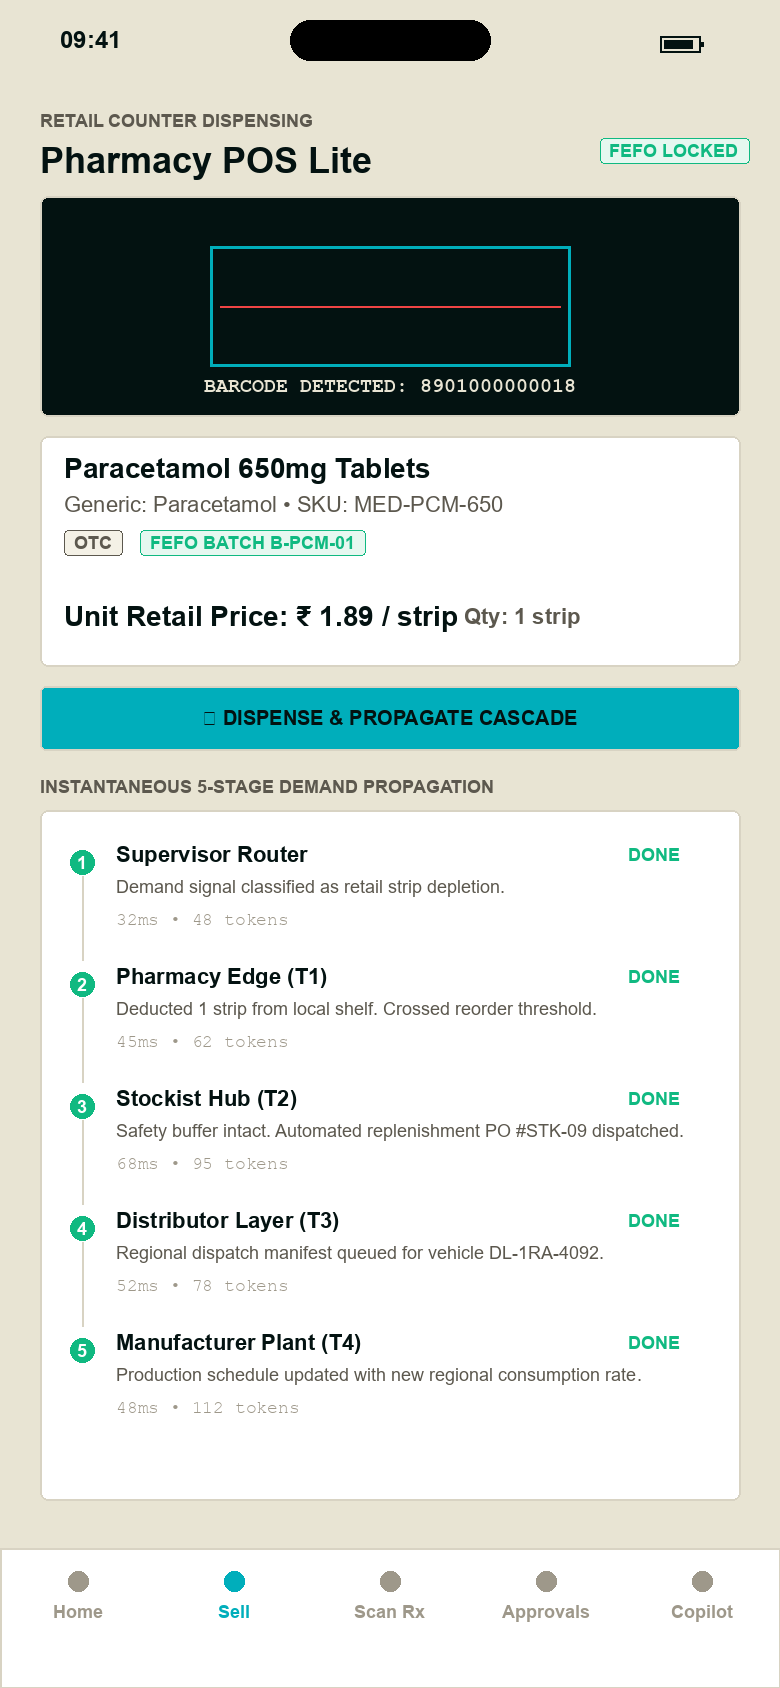 09:41
RETAIL COUNTER DISPENSING
Pharmacy POS Lite
FEFO LOCKED
BARCODE DETECTED: 8901000000018
Paracetamol 650mg Tablets
Generic: Paracetamol • SKU: MED-PCM-650
OTC FEFO BATCH B-PCM-01
Unit Retail Price: ₹ 1.89 / strip Qty: 1 strip
DISPENSE & PROPAGATE CASCADE
INSTANTANEOUS 5-STAGE DEMAND PROPAGATION
1 Supervisor Router DONE
Demand signal classified as retail strip depletion.
32ms • 48 tokens
2 Pharmacy Edge (T1) DONE
Deducted 1 strip from local shelf. Crossed reorder threshold.
45ms • 62 tokens
3 Stockist Hub (T2) DONE
Safety buffer intact. Automated replenishment PO #STK-09 dispatched.
68ms • 95 tokens
4 Distributor Layer (T3) DONE
Regional dispatch manifest queued for vehicle DL-1RA-4092.
52ms • 78 tokens
5 Manufacturer Plant (T4) DONE
Production schedule updated with new regional consumption rate.
48ms • 112 tokens
Home Sell Scan Rx Approvals Copilot